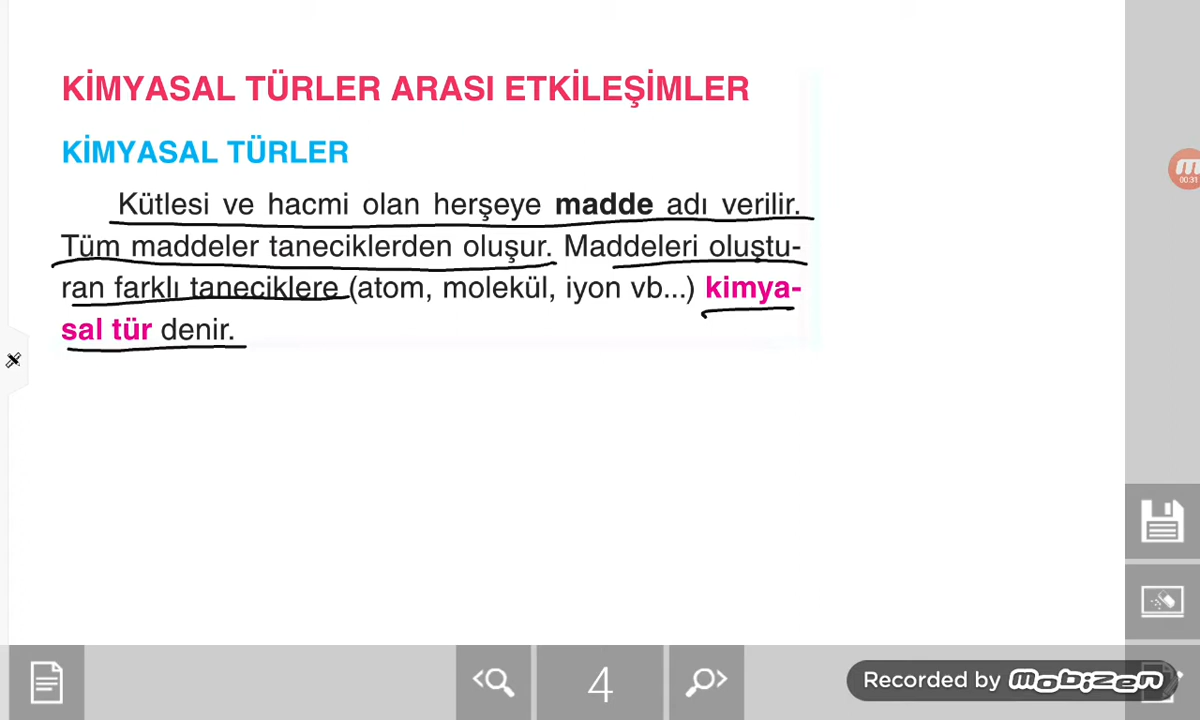 KİMYASAL TÜRLER ARASI ETKİLEŞİMLER
KİMYASAL TÜRLER
Kütlesi ve hacmi olan herşeye madde adı verilir.
Tüm maddeler taneciklerden oluşur. Maddeleri oluştu-
ran farklı taneciklere (atom, molekül, iyon vb...) kimya-
sal tür denir.
00:31
4
Recorded by mobizen